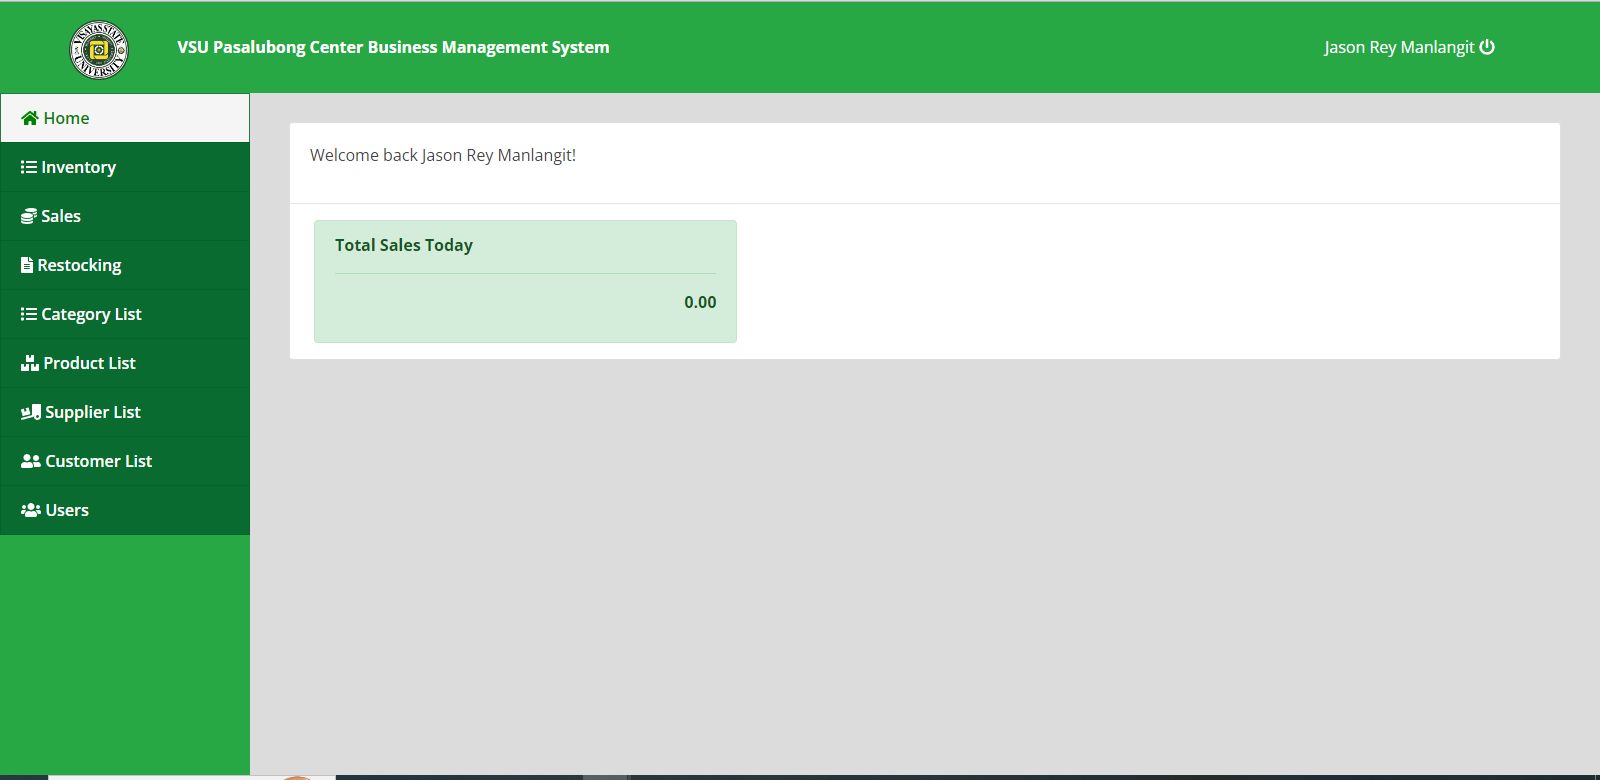 VISAYAS STATE
UNIVERSITY
VSU Pasalubong Center Business Management System
Jason Rey Manlangit
Home
Inventory
Sales
Restocking
Category List
Product List
Supplier List
Customer List
Users
Welcome back Jason Rey Manlangit!
Total Sales Today
0.00